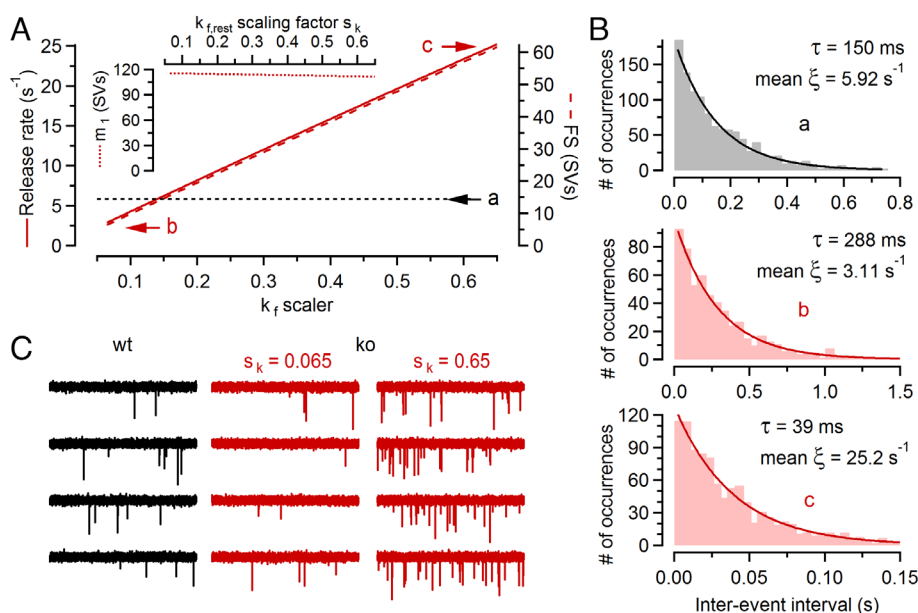 A
k f,rest scaling factor s k
0.1 0.2 0.3 0.4 0.5 0.6
25
20
15
10
5
0
Release rate (s-1)
120
90
60
30
0
m 1 (SVs)
c
a
b
60
50
40
30
20
10
0
FS (SVs)
0.1 0.2 0.3 0.4 0.5 0.6
k f scaler
B
τ = 150 ms
mean ξ = 5.92 s-1
a
150
100
50
0
# of occurrences
0.0 0.2 0.4 0.6 0.8
τ = 288 ms
mean ξ = 3.11 s-1
b
80
60
40
20
0
# of occurrences
0.0 0.5 1.0 1.5
τ = 39 ms
mean ξ = 25.2 s-1
c
120
90
60
30
0
# of occurrences
0.00 0.05 0.10 0.15
Inter-event interval (s)
C
wt
ko
s k = 0.065
s k = 0.65